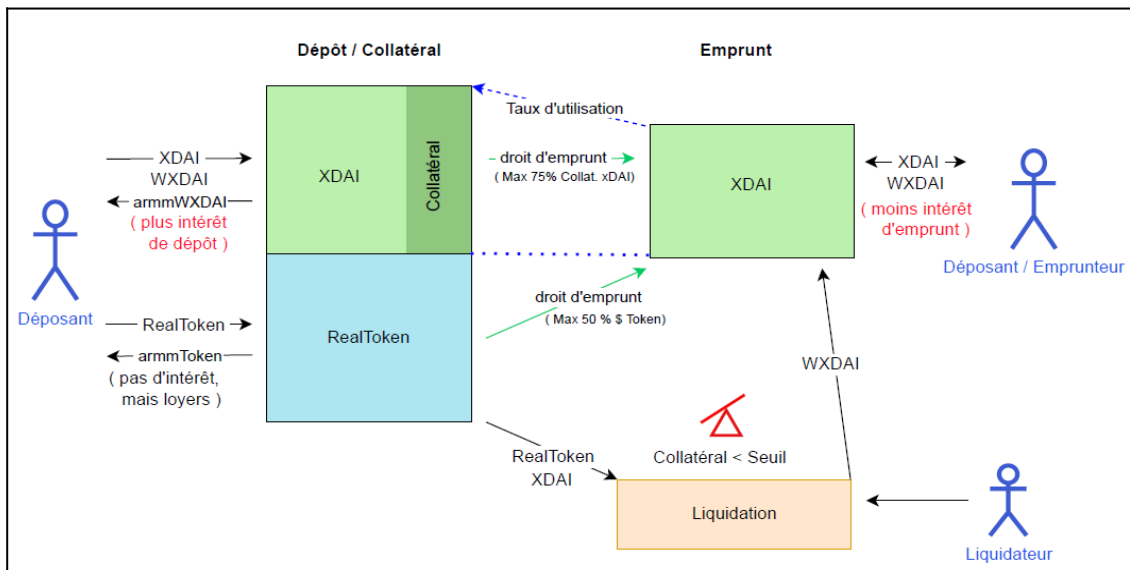 Dépôt / Collatéral
Emprunt
Taux d'utilisation
XDAI
WXDAI
armmWXDAI
( plus intérêt
de dépôt )
XDAI
Collatéral
droit d'emprunt
( Max 75% Collat. xDAI)
XDAI
XDAI
WXDAI
( moins intérêt
d'emprunt )
Déposant / Emprunteur
Déposant
RealToken
armmToken
( pas d'intérêt,
mais loyers )
RealToken
droit d'emprunt
( Max 50 % $ Token)
WXDAI
RealToken
XDAI
Collatéral < Seuil
Liquidation
Liquidateur